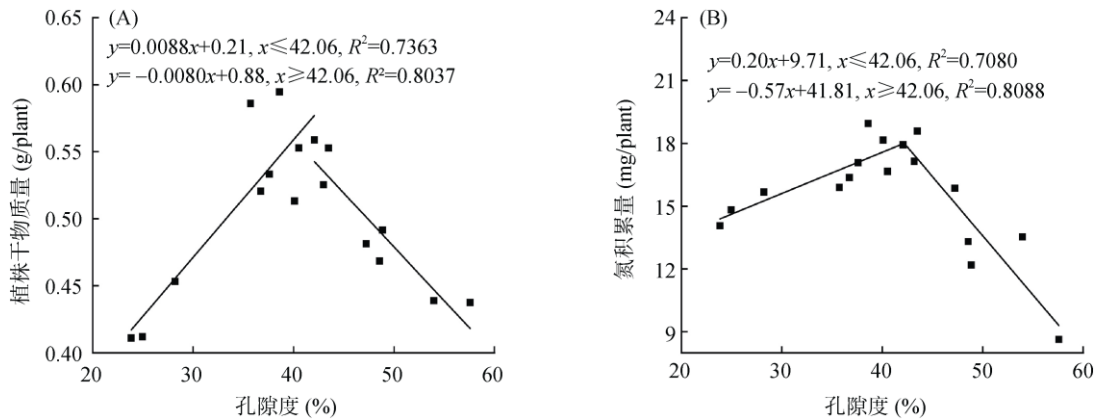 (A)
y=0.0088x+0.21, x≤42.06, R²=0.7363
y= −0.0080x+0.88, x≥42.06, R²=0.8037
植株干物质量 (g/plant)
0.65
0.60
0.55
0.50
0.45
0.40
20
30
40
50
60
孔隙度 (%)
(B)
y=0.20x+9.71, x≤42.06, R²=0.7080
y= −0.57x+41.81, x≥42.06, R²=0.8088
氮积累量 (mg/plant)
24
21
18
15
12
9
20
30
40
50
60
孔隙度 (%)